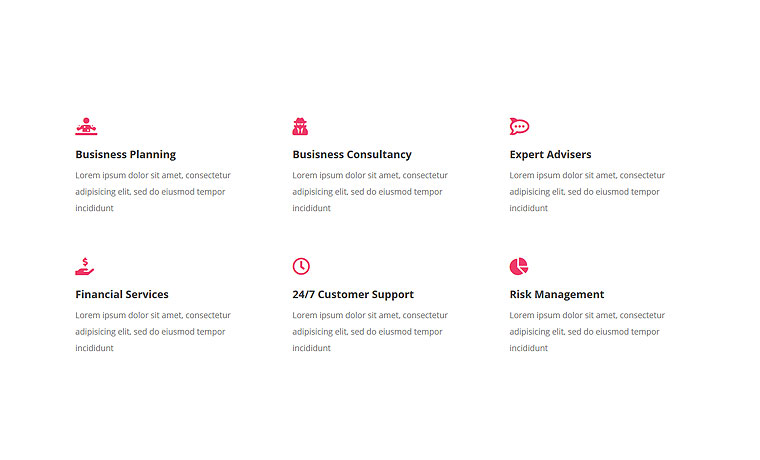 Business Planning
Lorem ipsum dolor sit amet, consectetur
adipisicing elit, sed do eiusmod tempor
incididunt
Business Consultancy
Lorem ipsum dolor sit amet, consectetur
adipisicing elit, sed do eiusmod tempor
incididunt
Expert Advisers
Lorem ipsum dolor sit amet, consectetur
adipisicing elit, sed do eiusmod tempor
incididunt
Financial Services
Lorem ipsum dolor sit amet, consectetur
adipisicing elit, sed do eiusmod tempor
incididunt
24/7 Customer Support
Lorem ipsum dolor sit amet, consectetur
adipisicing elit, sed do eiusmod tempor
incididunt
Risk Management
Lorem ipsum dolor sit amet, consectetur
adipisicing elit, sed do eiusmod tempor
incididunt